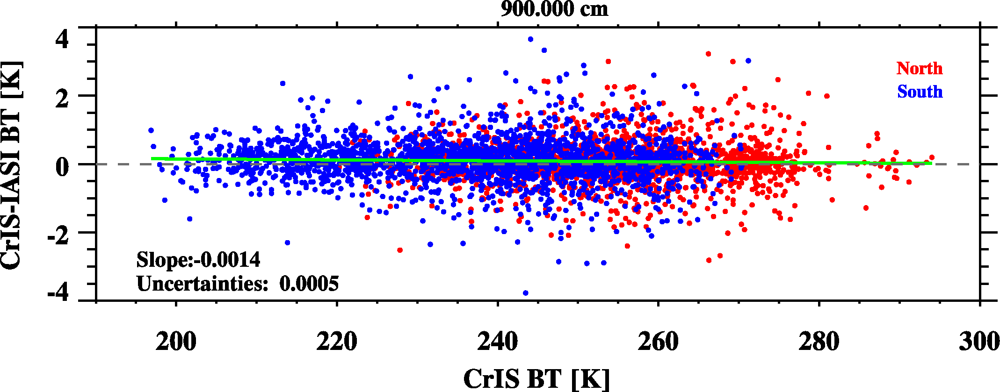 900.000 cm
4
2
0
-2
-4
CrIS-IASI BT [K]
North
South
Slope:-0.0014
Uncertainties: 0.0005
200 220 240 260 280 300
CrIS BT [K]